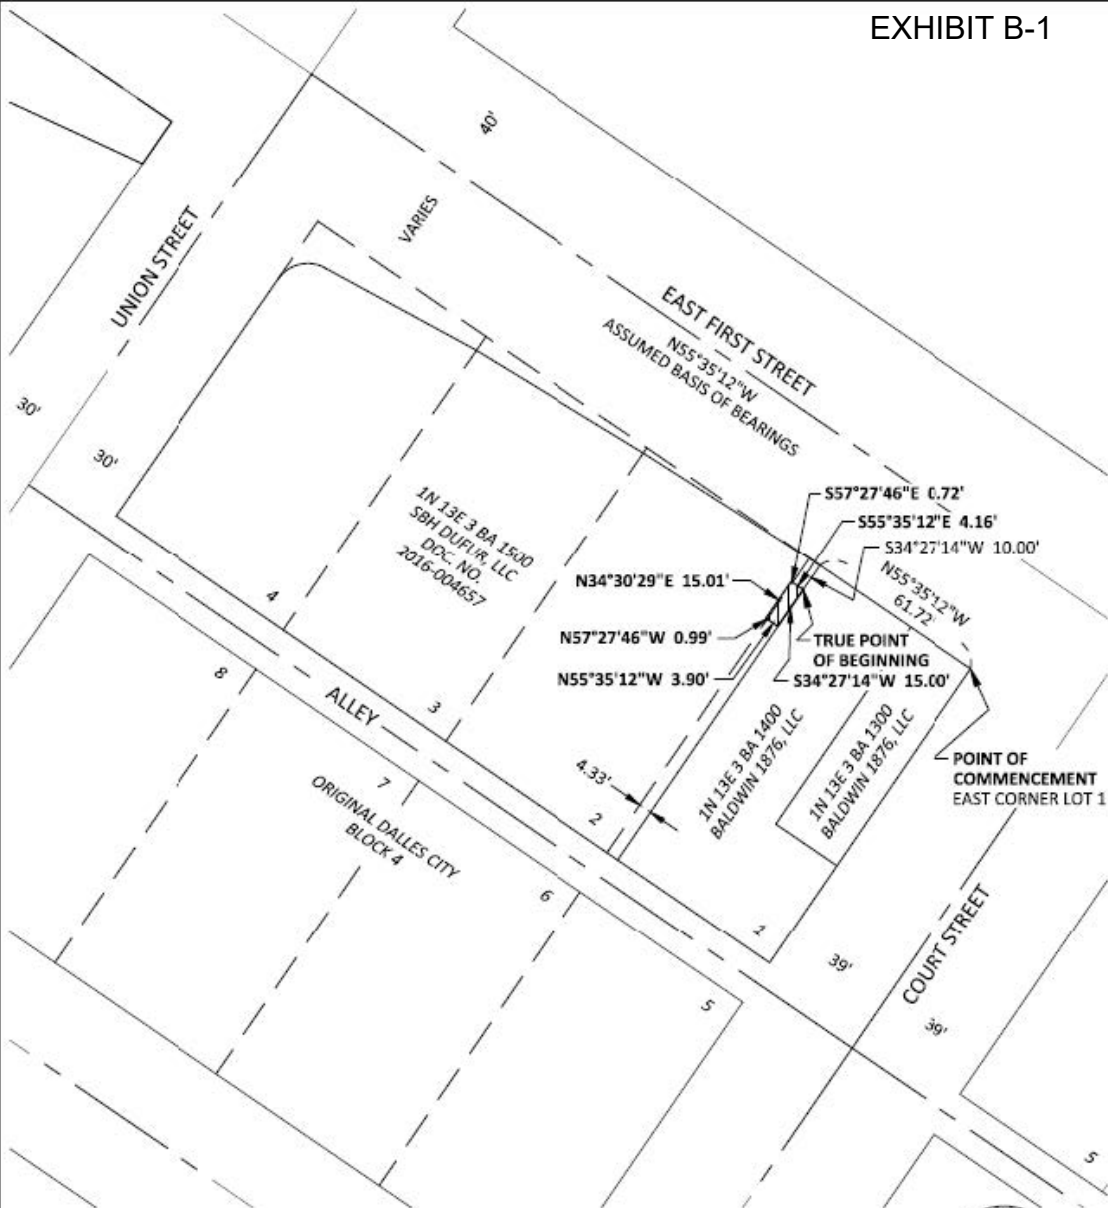 EXHIBIT B-1
40'
VARIES
UNION STREET
EAST FIRST STREET
N55°35'12"W
ASSUMED BASIS OF BEARINGS
30'
30'
S57°27'46"E 0.72'
S55°35'12"E 4.16'
S34°27'14"W 10.00'
N55°35'12"W
61.72'
1N 13E 3 BA 1500
SBH DUFUR, LLC
DOC. NO.
2016-004657
N34°30'29"E 15.01'
N57°27'46"W 0.99'
TRUE POINT
OF BEGINNING
N55°35'12"W 3.90'
S34°27'14"W 15.00'
4
8
ALLEY
3
1N 13E 3 BA 1400
BALDWIN 1876, LLC
1N 13E 3 BA 1300
BALDWIN 1876, LLC
POINT OF
COMMENCEMENT
EAST CORNER LOT 1
4.33'
7
ORIGINAL DALLES CITY
BLOCK 4
2
6
1
39'
COURT STREET
5
39'
5